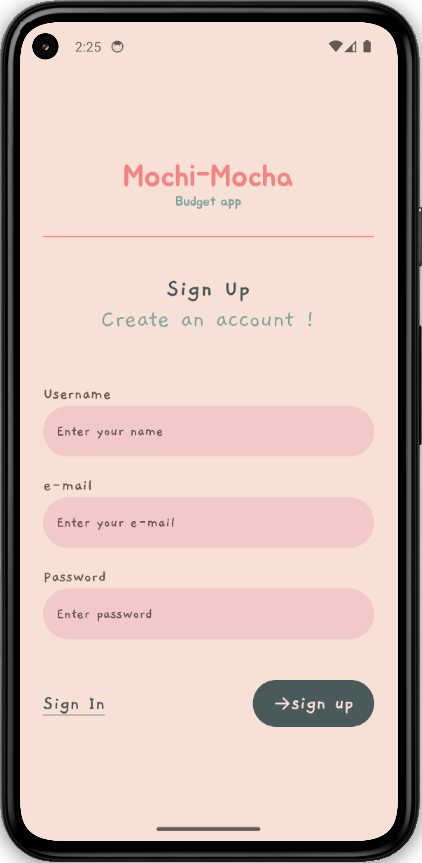 2:25
Mochi-Mocha
Budget app
Sign Up
Create an account !
Username
Enter your name
e-mail
Enter your e-mail
Password
Enter password
Sign In
→sign up